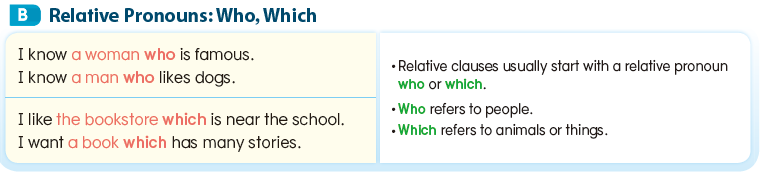 B Relative Pronouns: Who, Which
I know a woman who is famous.
I know a man who likes dogs.
I like the bookstore which is near the school.
I want a book which has many stories.
• Relative clauses usually start with a relative pronoun
who or which.
• Who refers to people.
• Which refers to animals or things.